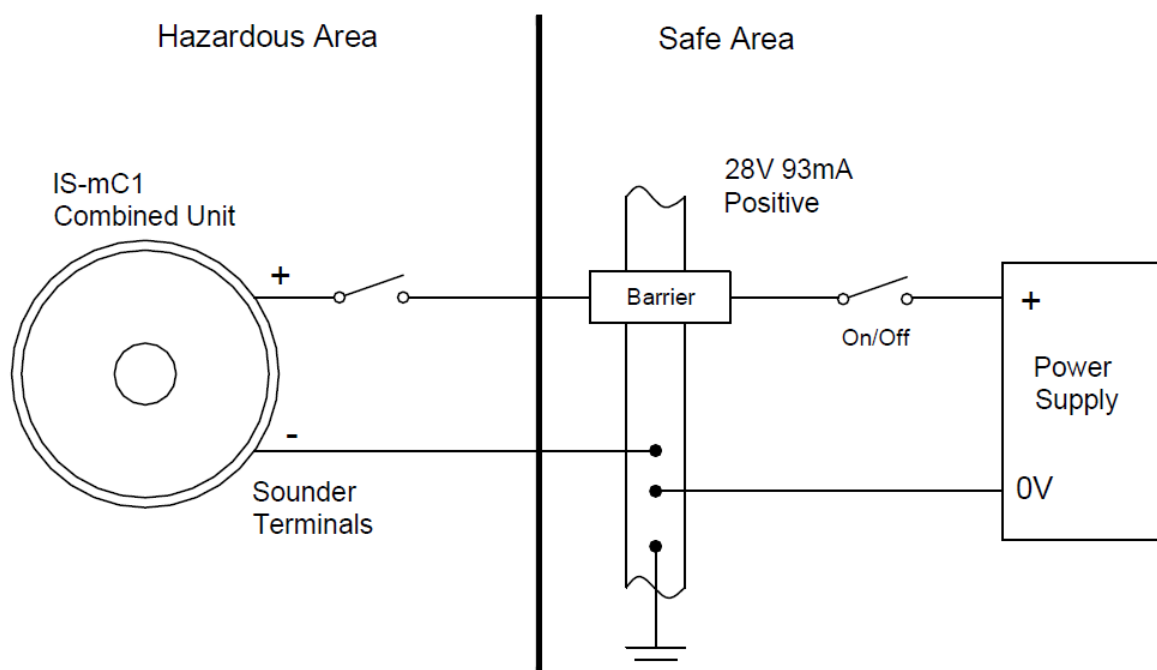 Hazardous Area
Safe Area
IS-mC1
Combined Unit
28V 93mA
Positive
+
Barrier
On/Off
+
Power
Supply
-
Sounder
Terminals
0V